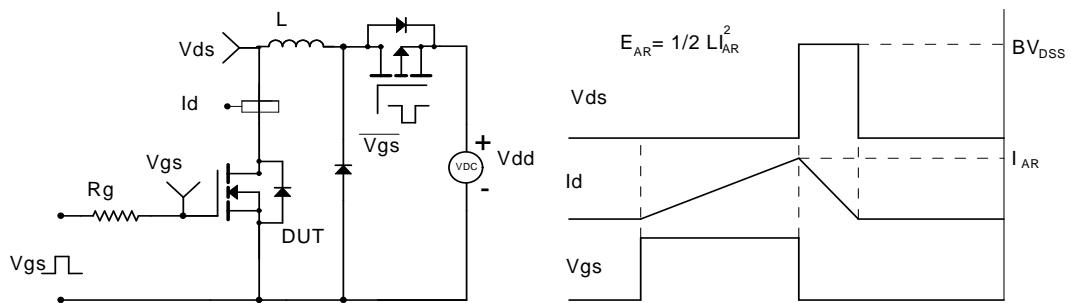 L
Vds
Id
Vgs
Rg
DUT
Vgs
Vgs
+
VDC
Vdd
-
E_AR= 1/2 LI²_AR
BV_DSS
Vds
I_AR
Id
Vgs